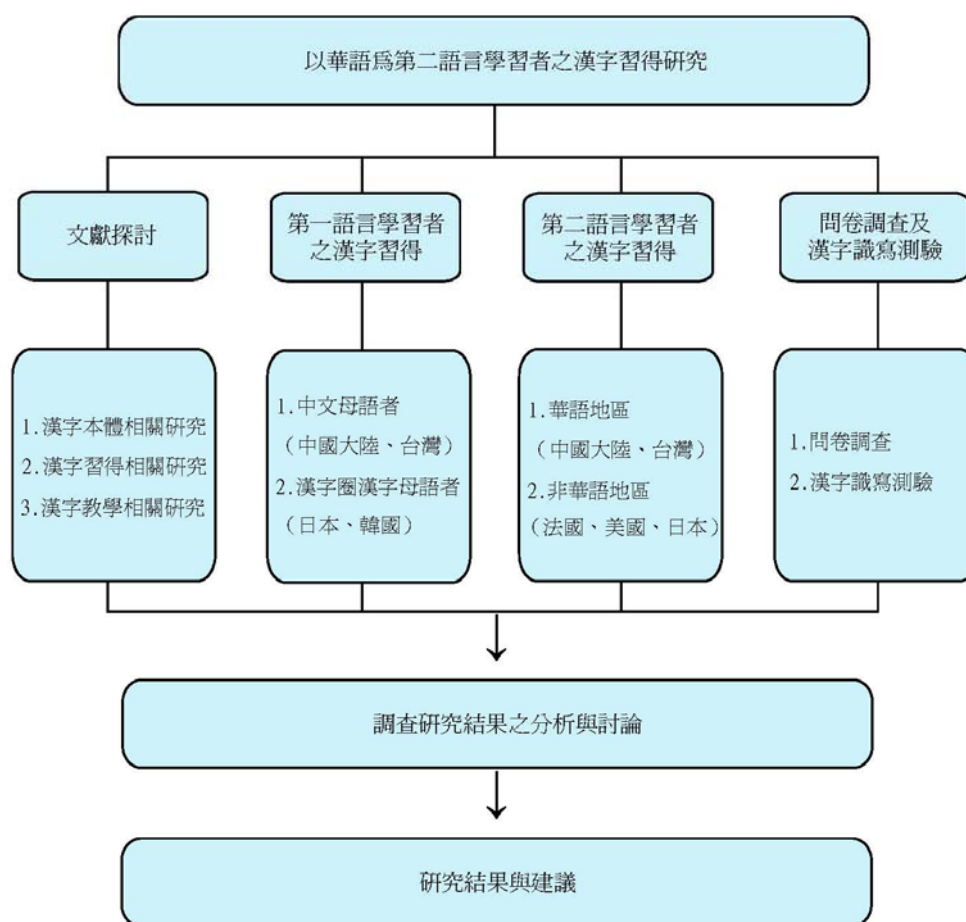 以華語爲第二語言學習者之漢字習得研究
文獻探討
第一語言學習者
之漢字習得
第二語言學習者
之漢字習得
問卷調查及
漢字識寫測驗
1.漢字本體相關研究
2.漢字習得相關研究
3.漢字教學相關研究
1.中文母語者
（中國大陸、台灣）
2.漢字圈漢字母語者
（日本、韓國）
1.華語地區
（中國大陸、台灣）
2.非華語地區
（法國、美國、日本）
1.問卷調查
2.漢字識寫測驗
調查研究結果之分析與討論
研究結果與建議